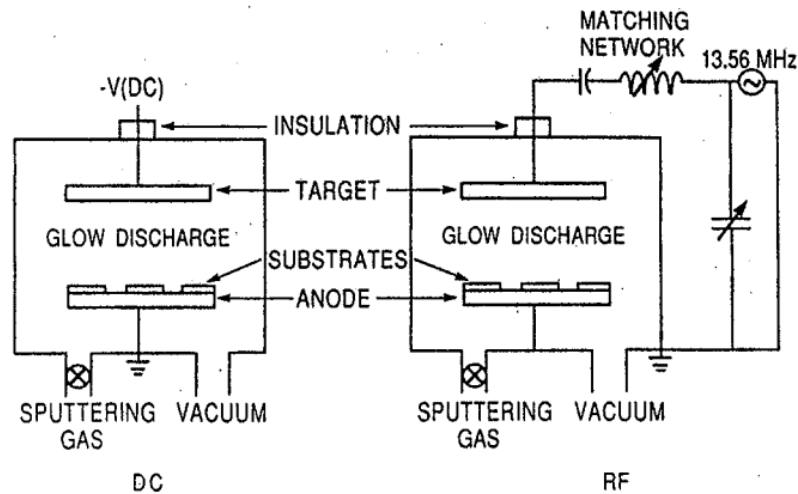 MATCHING
NETWORK
13.56 MHz
-V(DC)
INSULATION
TARGET
GLOW DISCHARGE
GLOW DISCHARGE
SUBSTRATES
ANODE
SPUTTERING
GAS
VACUUM
SPUTTERING
GAS
VACUUM
DC
RF